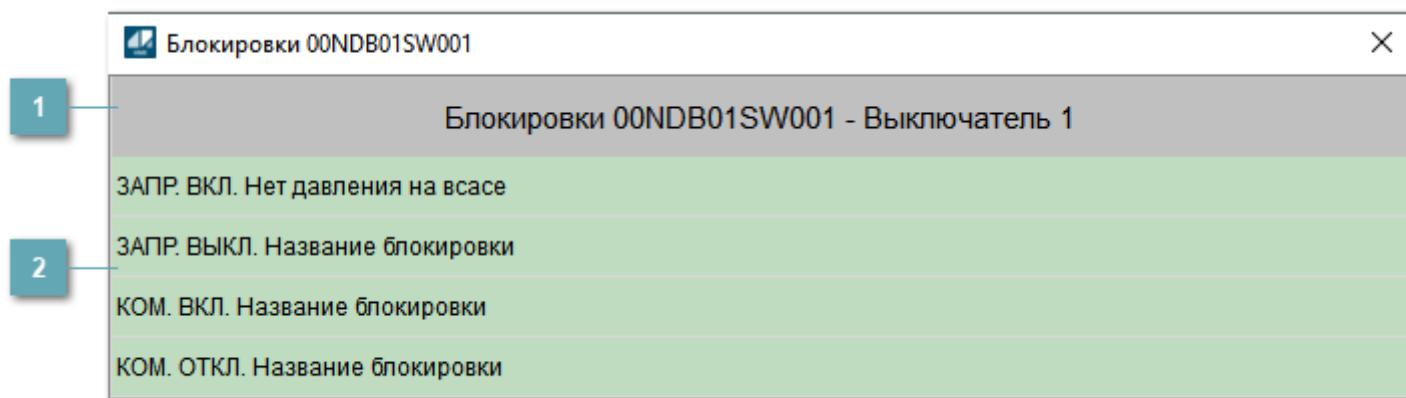 Блокировки 00NDB01SW001
1
Блокировки 00NDB01SW001 - Выключатель 1
ЗАПР. ВКЛ. Нет давления на всасе
2
ЗАПР. ВЫКЛ. Название блокировки
КОМ. ВКЛ. Название блокировки
КОМ. ОТКЛ. Название блокировки